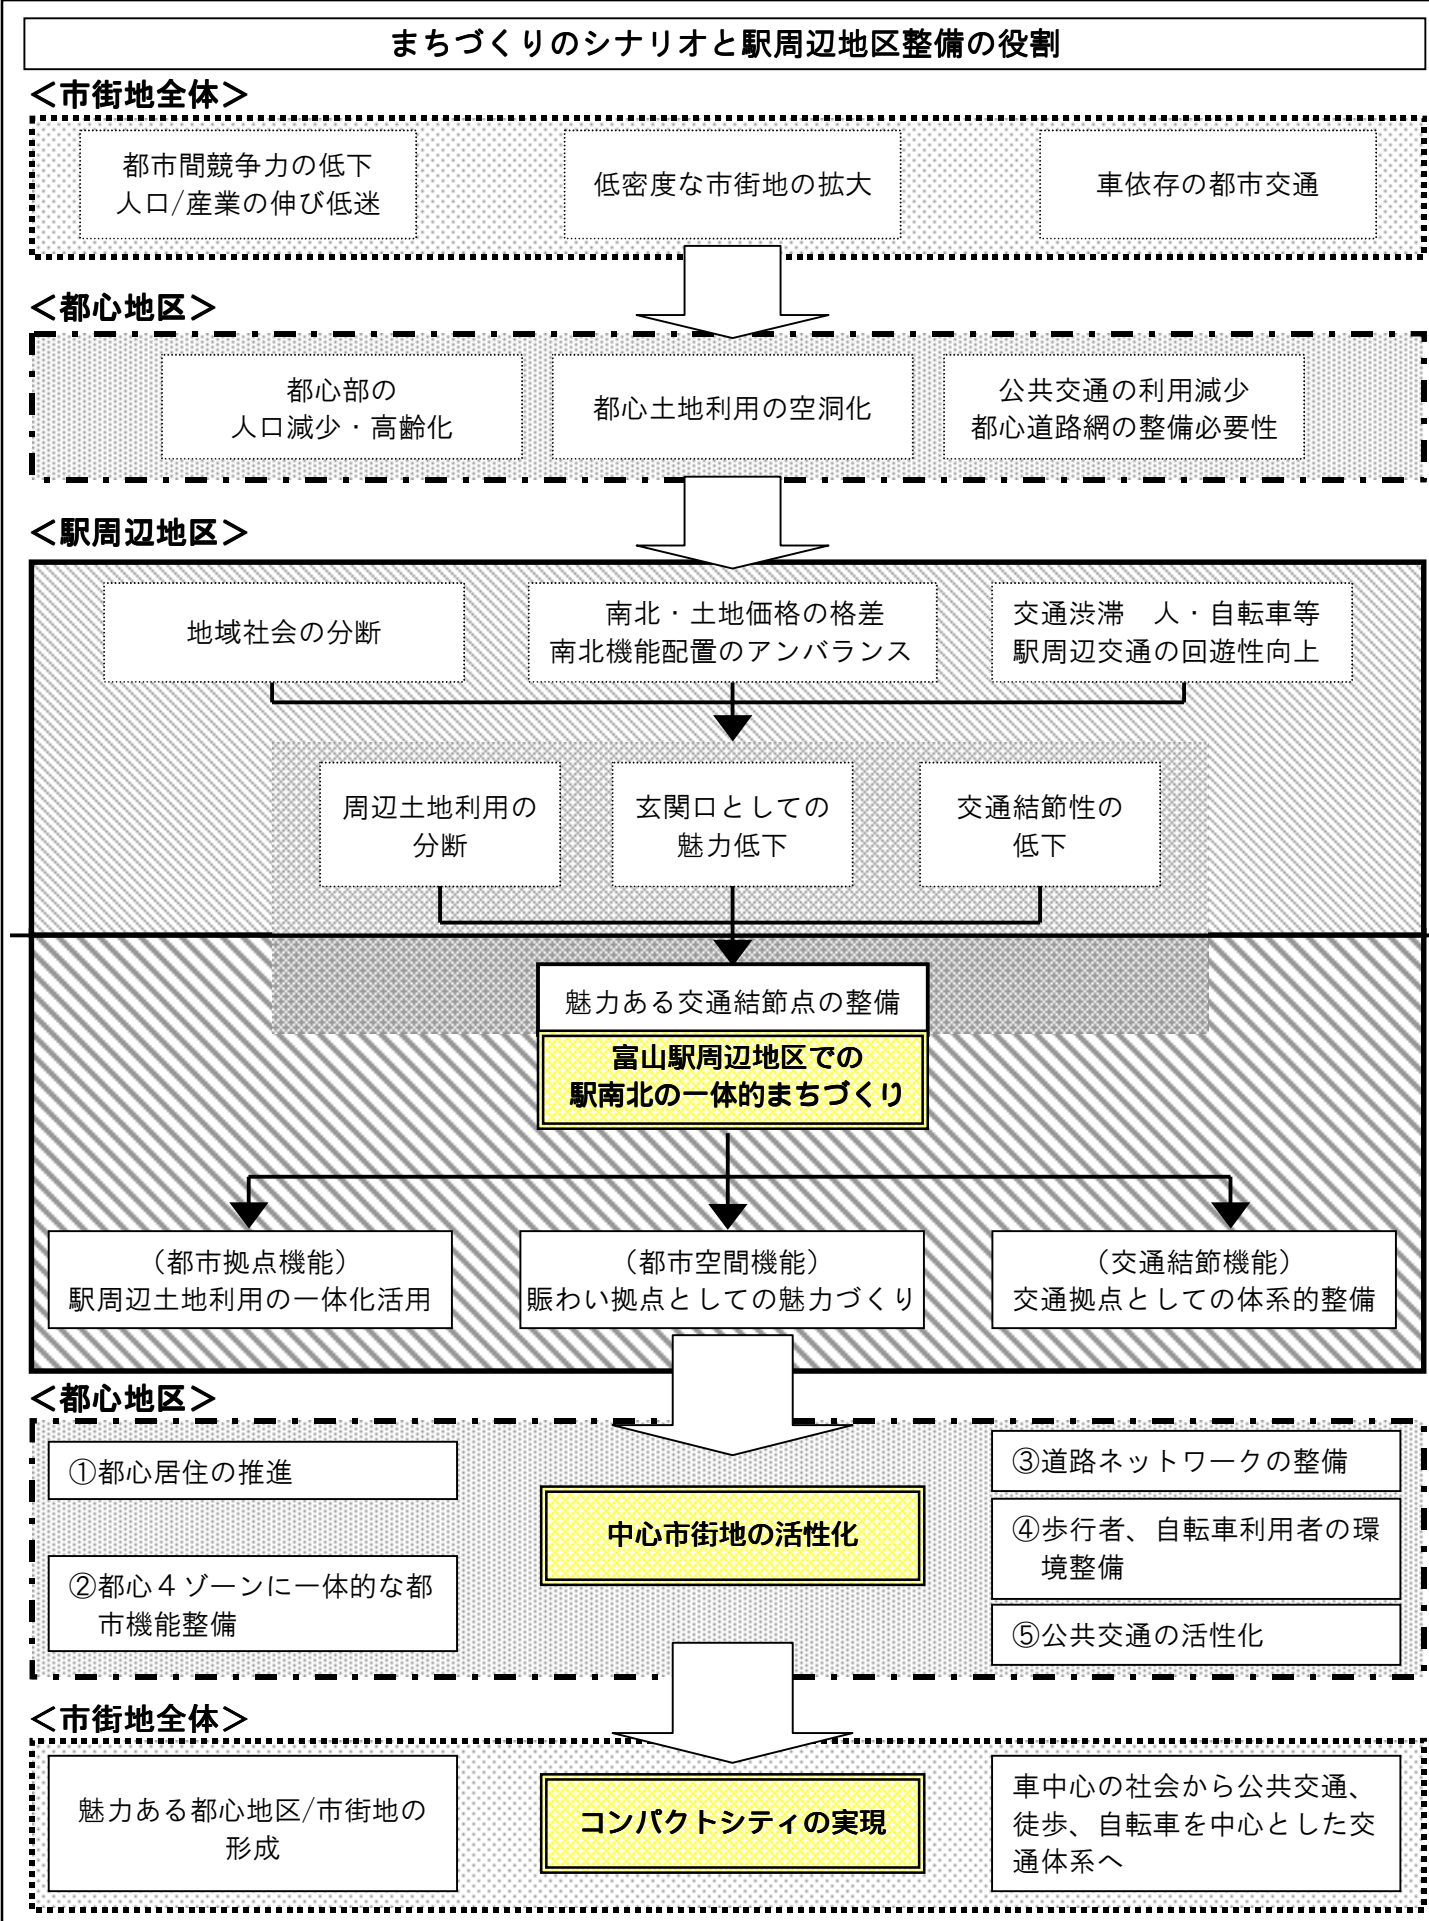 まちづくりのシナリオと駅周辺地区整備の役割
＜市街地全体＞
都市間競争力の低下
人口/産業の伸び低迷
低密度な市街地の拡大
車依存の都市交通
＜都心地区＞
都心部の
人口減少・高齢化
都心土地利用の空洞化
公共交通の利用減少
都心道路網の整備必要性
＜駅周辺地区＞
地域社会の分断
南北・土地価格の格差
南北機能配置のアンバランス
交通渋滞　人・自転車等
駅周辺交通の回遊性向上
周辺土地利用の
分断
玄関口としての
魅力低下
交通結節性の
低下
魅力ある交通結節点の整備
富山駅周辺地区での
駅南北の一体的まちづくり
（都市拠点機能）
駅周辺土地利用の一体化活用
（都市空間機能）
賑わい拠点としての魅力づくり
（交通結節機能）
交通拠点としての体系的整備
＜都心地区＞
①都心居住の推進
②都心４ゾーンに一体的な都
市機能整備
中心市街地の活性化
③道路ネットワークの整備
④歩行者、自転車利用者の環
境整備
⑤公共交通の活性化
＜市街地全体＞
魅力ある都心地区/市街地の
形成
コンパクトシティの実現
車中心の社会から公共交通、
徒歩、自転車を中心とした交
通体系へ